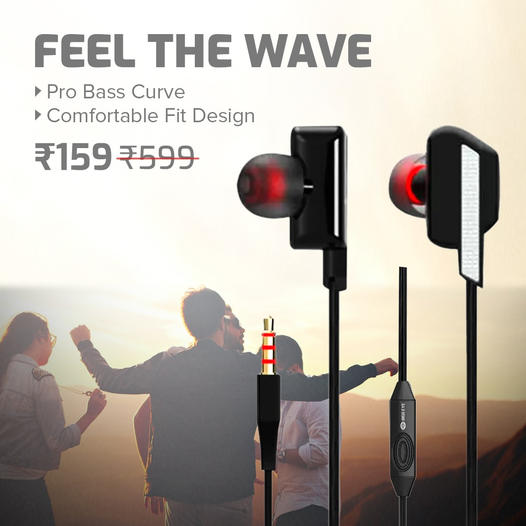 FEEL THE WAVE
Pro Bass Curve
Comfortable Fit Design
₹159 ₹599